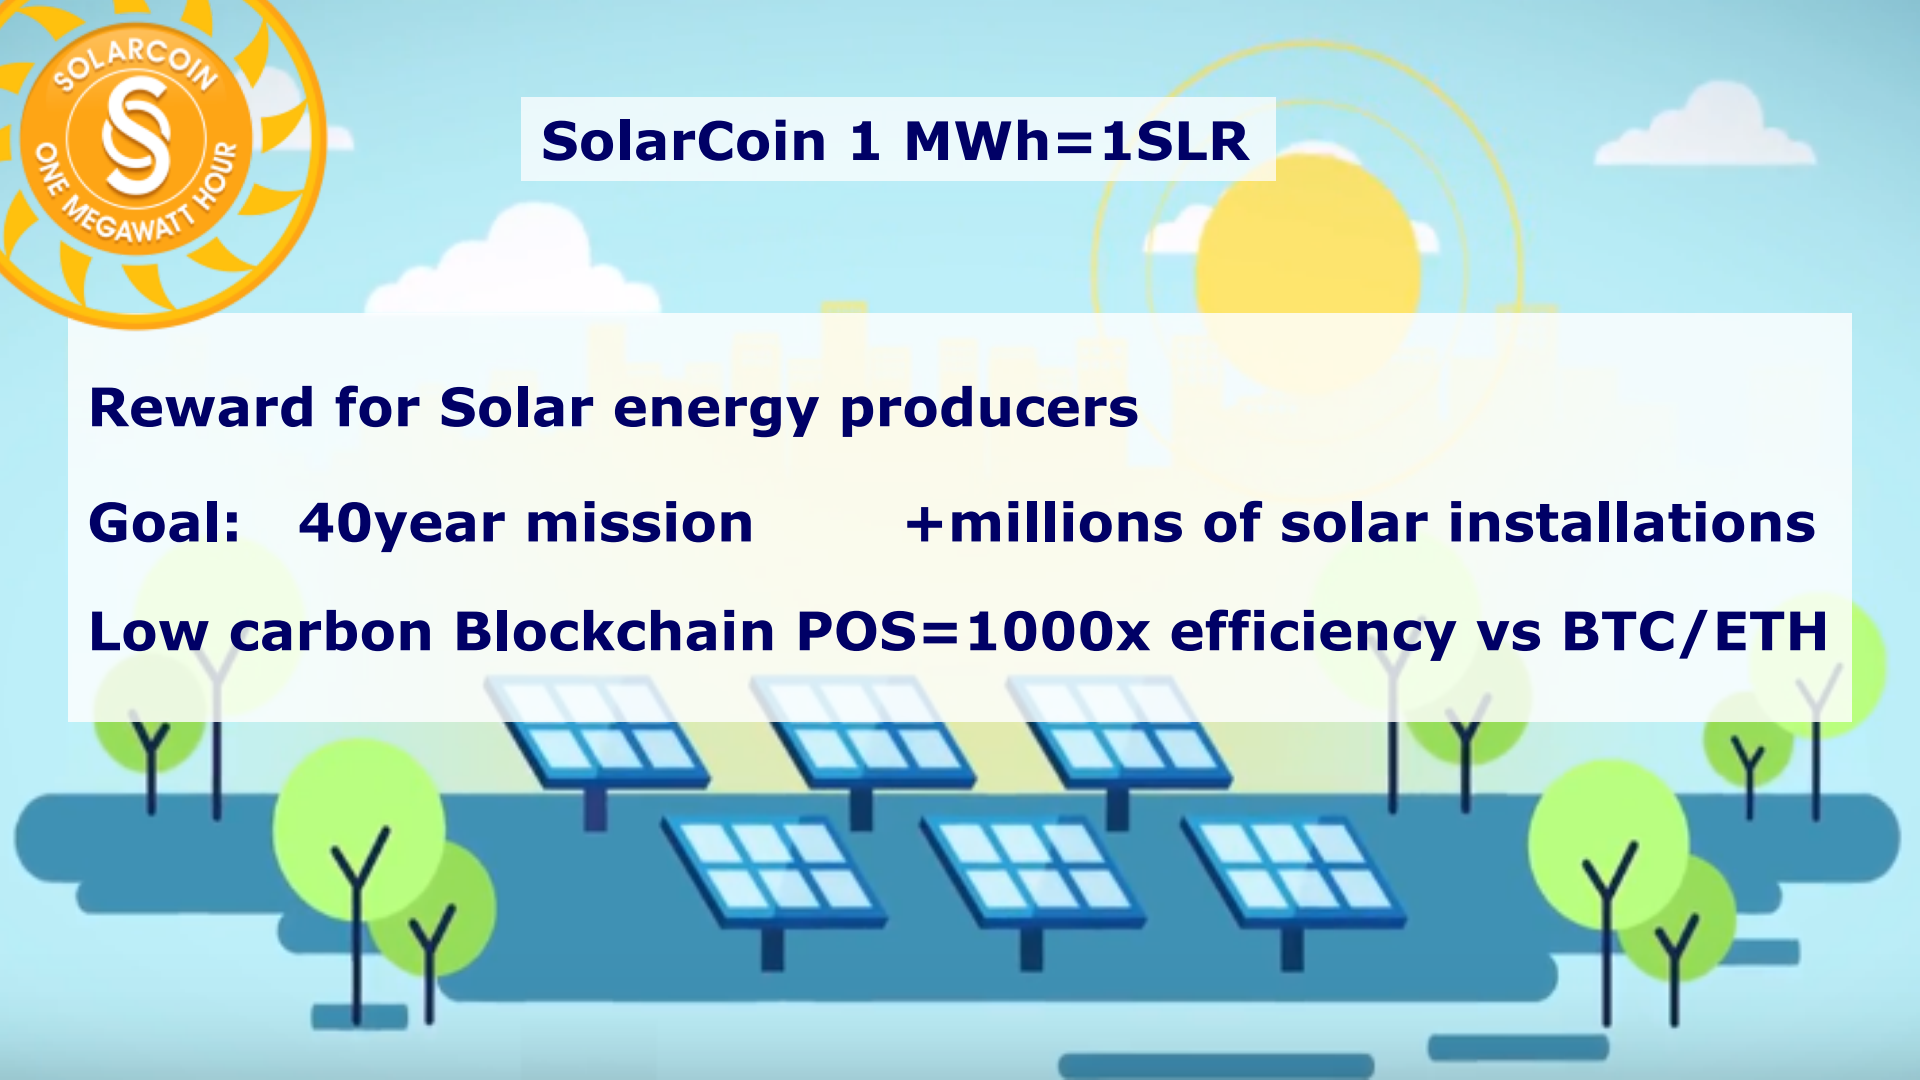 SOLARCOIN
ONE MEGAWATT HOUR
SolarCoin 1 MWh=1SLR
Reward for Solar energy producers
Goal: 40year mission +millions of solar installations
Low carbon Blockchain POS=1000x efficiency vs BTC/ETH